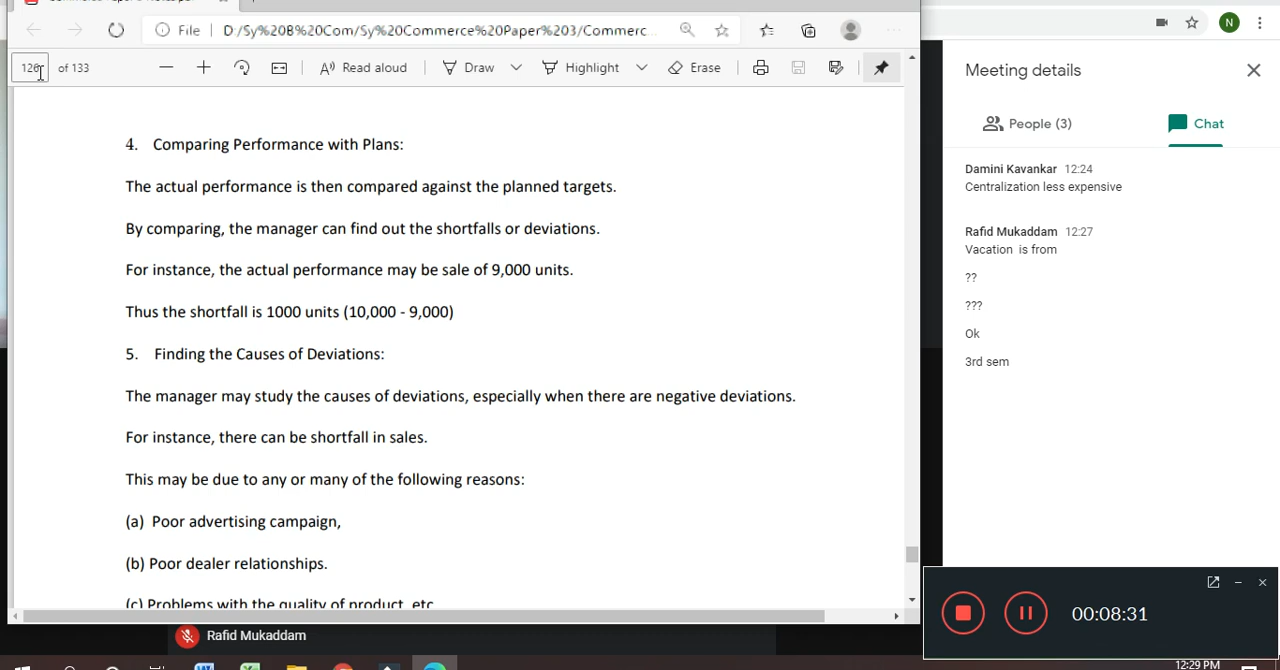 File D:/Sy%20B%20Com/Sy%20Commerce%20Paper%203/Commerc...
126 of 133 Read aloud Draw Highlight Erase
4. Comparing Performance with Plans:
The actual performance is then compared against the planned targets.
By comparing, the manager can find out the shortfalls or deviations.
For instance, the actual performance may be sale of 9,000 units.
Thus the shortfall is 1000 units (10,000 - 9,000)
5. Finding the Causes of Deviations:
The manager may study the causes of deviations, especially when there are negative deviations.
For instance, there can be shortfall in sales.
This may be due to any or many of the following reasons:
(a) Poor advertising campaign,
(b) Poor dealer relationships.
(c) Problems with the quality of product, etc
Rafid Mukaddam
N
Meeting details
People (3) Chat
Damini Kavankar 12:24
Centralization less expensive
Rafid Mukaddam 12:27
Vacation is from
??
???
Ok
3rd sem
00:08:31
12:29 PM